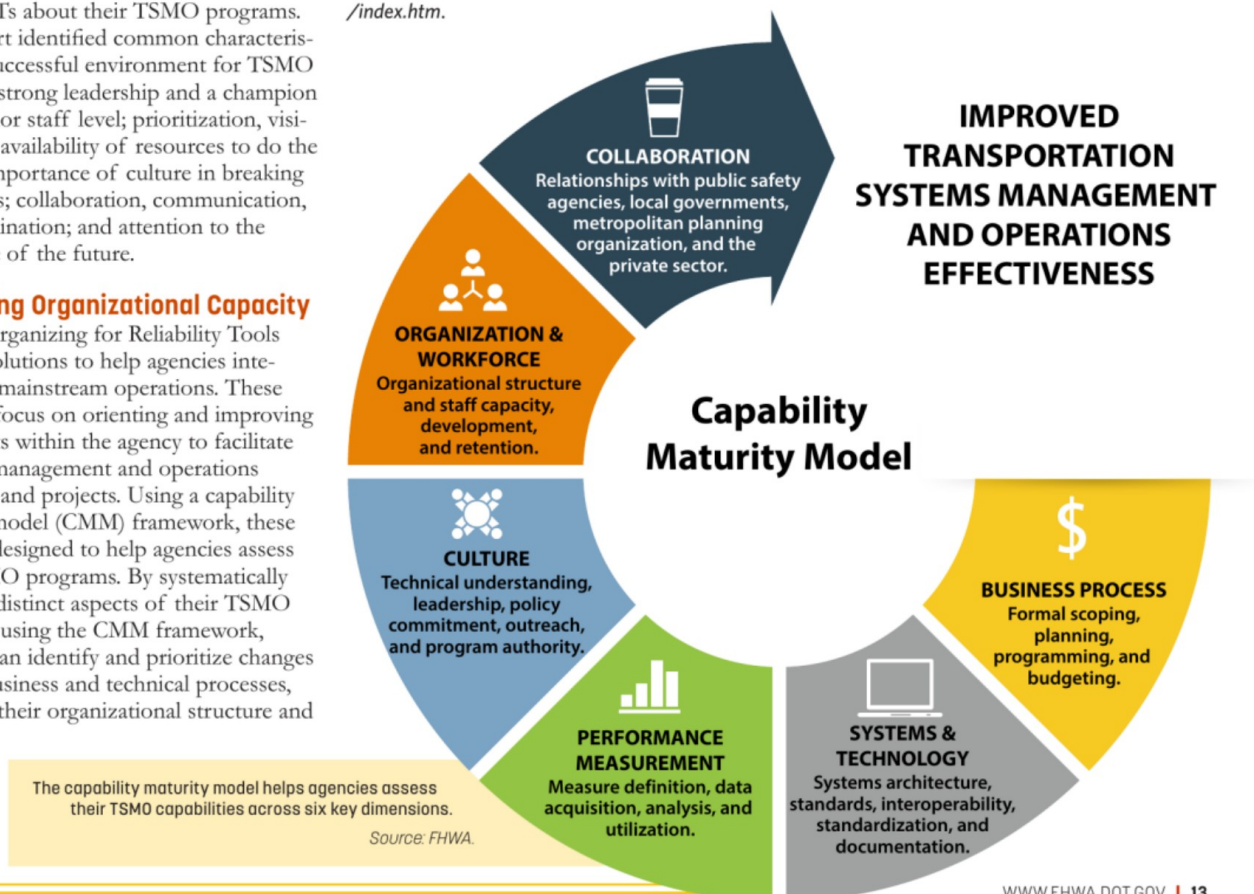 Ts about their TSMO programs.
rt identified common characteris-
uccessful environment for TSMO
strong leadership and a champion
or staff level; prioritization, visi-
availability of resources to do the
nportance of culture in breaking
s; collaboration, communication,
ination; and attention to the
e of the future.
ng Organizational Capacity
rganizing for Reliability Tools
olutions to help agencies inte-
mainstream operations. These
focus on orienting and improving
s within the agency to facilitate
nanagement and operations
and projects. Using a capability
nodel (CMM) framework, these
lesigned to help agencies assess
IO programs. By systematically
distinct aspects of their TSMO
using the CMM framework,
an identify and prioritize changes
usiness and technical processes,
their organizational structure and
/index.htm.
COLLABORATION
Relationships with public safety
agencies, local governments,
metropolitan planning
organization, and the
private sector.
IMPROVED
TRANSPORTATION
SYSTEMS MANAGEMENT
AND OPERATIONS
EFFECTIVENESS
ORGANIZATION &
WORKFORCE
Organizational structure
and staff capacity,
development,
and retention.
Capability
Maturity Model
CULTURE
Technical understanding,
leadership, policy
commitment, outreach,
and program authority.
$
BUSINESS PROCESS
Formal scoping,
planning,
programming, and
budgeting.
PERFORMANCE
MEASUREMENT
Measure definition, data
acquisition, analysis, and
utilization.
SYSTEMS &
TECHNOLOGY
Systems architecture,
standards, interoperability,
standardization, and
documentation.
The capability maturity model helps agencies assess
their TSMO capabilities across six key dimensions.
Source: FHWA.
WWW.FHWA.DOT.GOV | 13